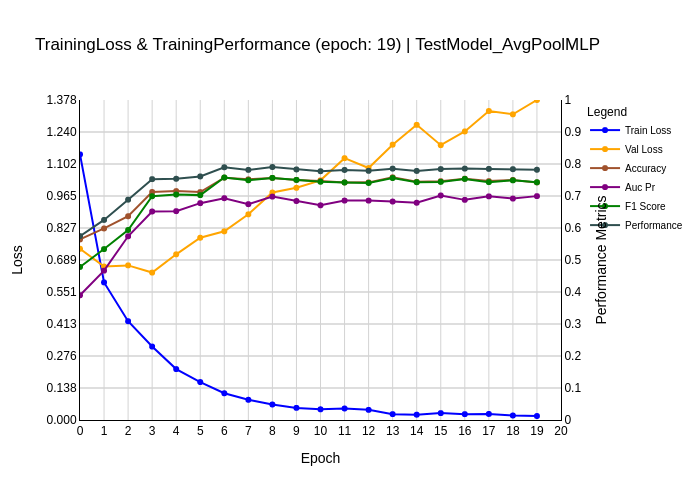 TrainingLoss & TrainingPerformance (epoch: 19) | TestModel_AvgPoolMLP
1.378
1.240
1.102
0.965
0.827
0.689
0.551
0.413
0.276
0.138
0.000
Loss
0 1 2 3 4 5 6 7 8 9 10 11 12 13 14 15 16 17 18 19 20
Epoch
1
0.9
0.8
0.7
0.6
0.5
0.4
0.3
0.2
0.1
0
Performance Metrics
Legend
Train Loss
Val Loss
Accuracy
Auc Pr
F1 Score
Performance